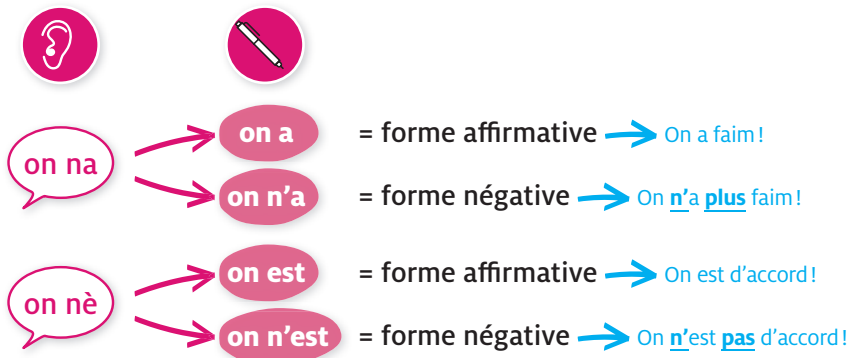 on na
on a = forme affirmative On a faim !
on n’a = forme négative On n’a plus faim !
on nè
on est = forme affirmative On est d’accord !
on n’est = forme négative On n’est pas d’accord !